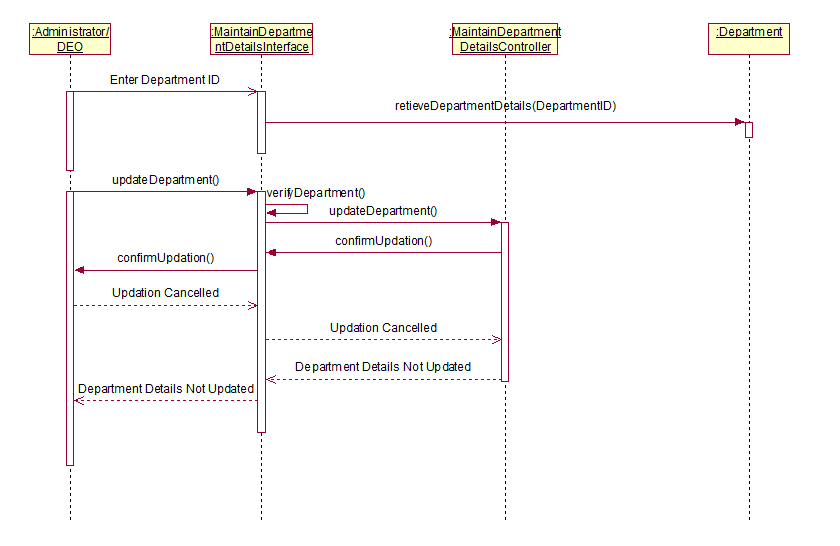 :Administrator/
DEO
:MaintainDepartme
ntDetailsInterface
:MaintainDepartment
DetailsController
:Department
Enter Department ID
retieveDepartmentDetails(DepartmentID)
updateDepartment()
verifyDepartment()
updateDepartment()
confirmUpdation()
confirmUpdation()
Updation Cancelled
Updation Cancelled
Department Details Not Updated
Department Details Not Updated